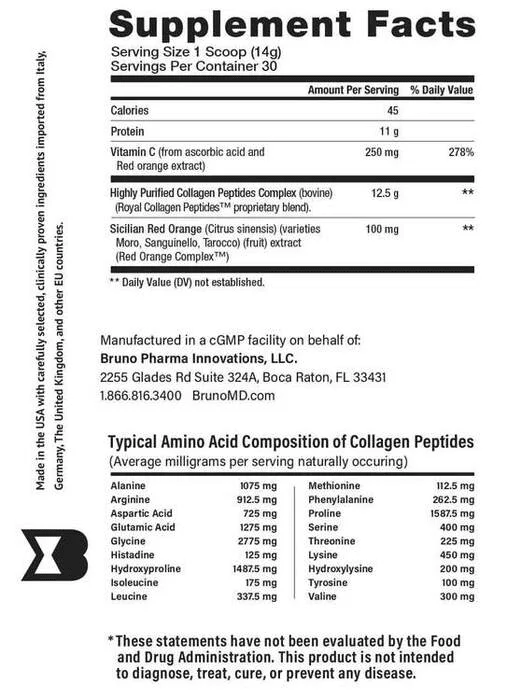 Supplement Facts
Serving Size 1 Scoop (14g)
Servings Per Container 30
Amount Per Serving % Daily Value
Calories 45
Protein 11 g
Vitamin C (from ascorbic acid and 250 mg 278%
Red orange extract)
Highly Purified Collagen Peptides Complex (bovine) 12.5 g **
(Royal Collagen Peptides™ proprietary blend).
Sicilian Red Orange (Citrus sinensis) (varieties 100 mg **
Moro, Sanguinello, Tarocco) (fruit) extract
(Red Orange Complex™)
** Daily Value (DV) not established.
Made in the USA with carefully selected, clinically proven ingredients imported from Italy,
Germany, The United Kingdom, and other EU countries.
Manufactured in a cGMP facility on behalf of:
Bruno Pharma Innovations, LLC.
2255 Glades Rd Suite 324A, Boca Raton, FL 33431
1.866.816.3400 BrunoMD.com
Typical Amino Acid Composition of Collagen Peptides
(Average milligrams per serving naturally occuring)
Alanine 1075 mg Methionine 112.5 mg
Arginine 912.5 mg Phenylalanine 262.5 mg
Aspartic Acid 725 mg Proline 1587.5 mg
Glutamic Acid 1275 mg Serine 400 mg
Glycine 2775 mg Threonine 225 mg
Histadine 125 mg Lysine 450 mg
Hydroxyproline 1487.5 mg Hydroxylysine 200 mg
Isoleucine 175 mg Tyrosine 100 mg
Leucine 337.5 mg Valine 300 mg
*These statements have not been evaluated by the Food
and Drug Administration. This product is not intended
to diagnose, treat, cure, or prevent any disease.